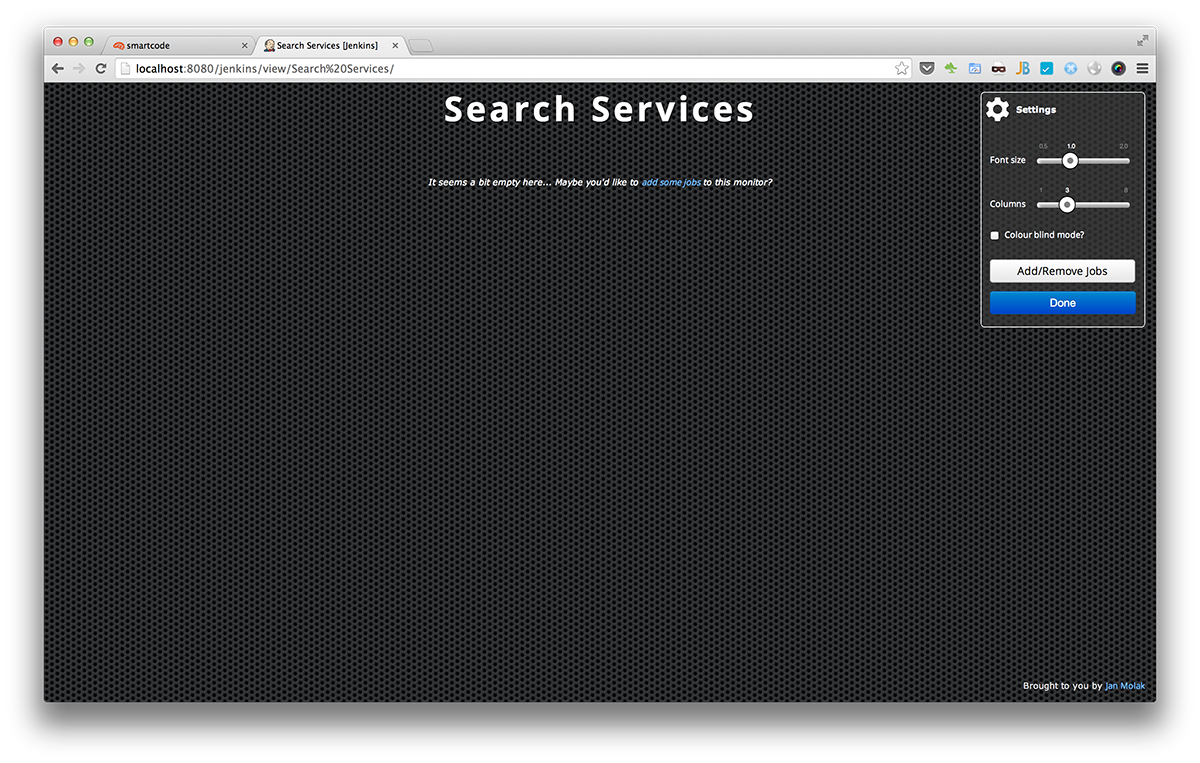 smartcode
Search Services [Jenkins]
localhost:8080/jenkins/view/Search%20Services/
JB
Search Services
Settings
0.5 1.0 2.0
Font size
1 3 8
Columns
Colour blind mode?
Add/Remove Jobs
Done
It seems a bit empty here... Maybe you'd like to add some jobs to this monitor?
Brought to you by Jan Molak